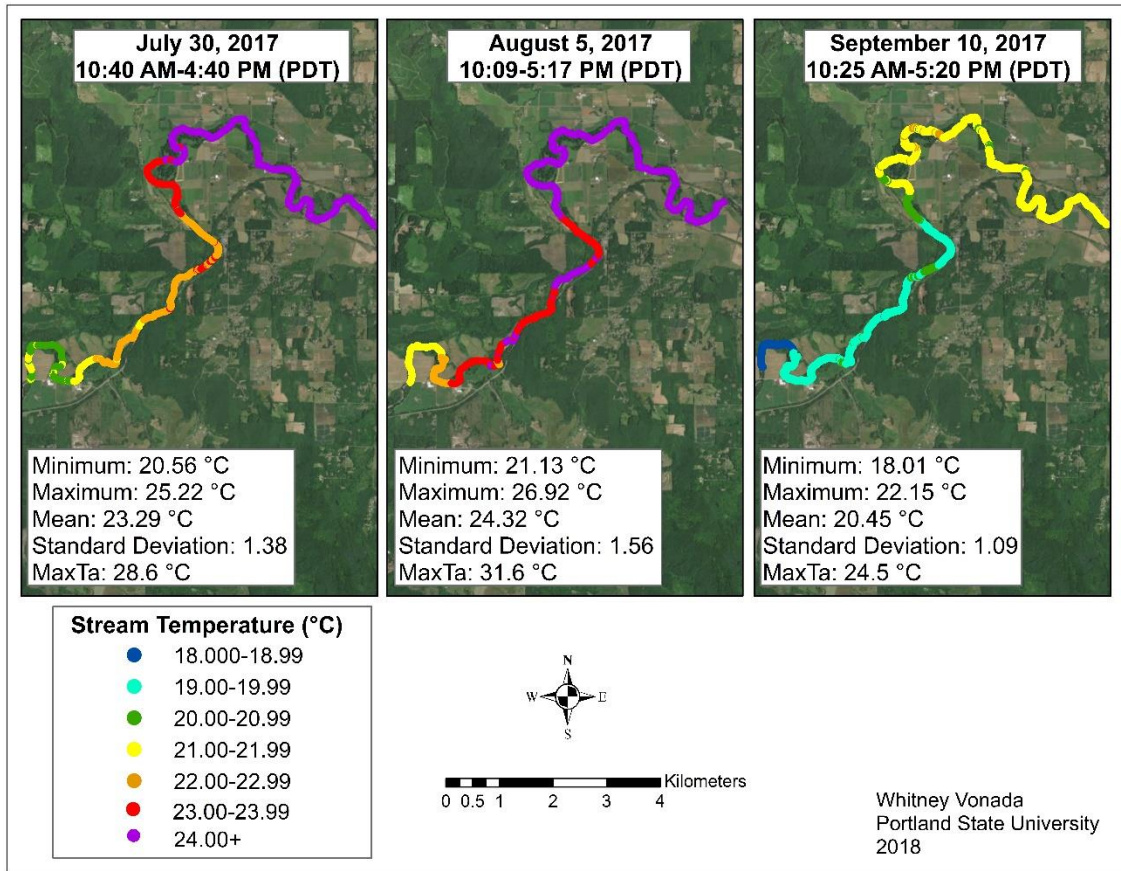 July 30, 2017
10:40 AM-4:40 PM (PDT)
Minimum: 20.56 °C
Maximum: 25.22 °C
Mean: 23.29 °C
Standard Deviation: 1.38
MaxTa: 28.6 °C
August 5, 2017
10:09-5:17 PM (PDT)
Minimum: 21.13 °C
Maximum: 26.92 °C
Mean: 24.32 °C
Standard Deviation: 1.56
MaxTa: 31.6 °C
September 10, 2017
10:25 AM-5:20 PM (PDT)
Minimum: 18.01 °C
Maximum: 22.15 °C
Mean: 20.45 °C
Standard Deviation: 1.09
MaxTa: 24.5 °C
Stream Temperature (°C)
18.000-18.99
19.00-19.99
20.00-20.99
21.00-21.99
22.00-22.99
23.00-23.99
24.00+
N
W E
S
Kilometers
0 0.5 1 2 3 4
Whitney Vonada
Portland State University
2018